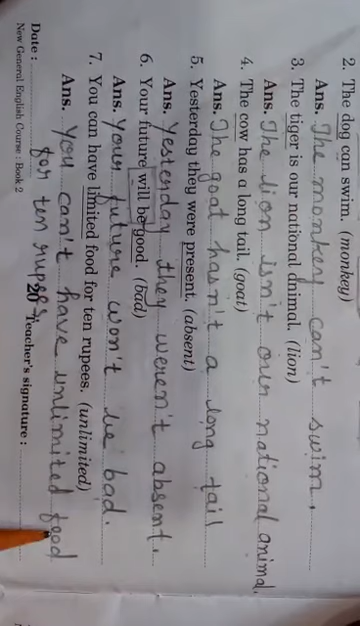 2. The dog can swim. (monkey)
Ans. The monkey can't swim.
3. The tiger is our national animal. (lion)
Ans. The lion isn't our national animal.
4. The cow has a long tail. (goat)
Ans. The goat hasn't a long tail
5. Yesterday they were present. (absent)
Ans. Yesterday they weren't absent.
6. Your future will be good. (bad)
Ans. Your future won't be bad.
7. You can have limited food for ten rupees. (unlimited)
Ans. You can't have unlimited food
for ten rupees
Date : 20 Teacher's signature :
New General English Course : Book 2